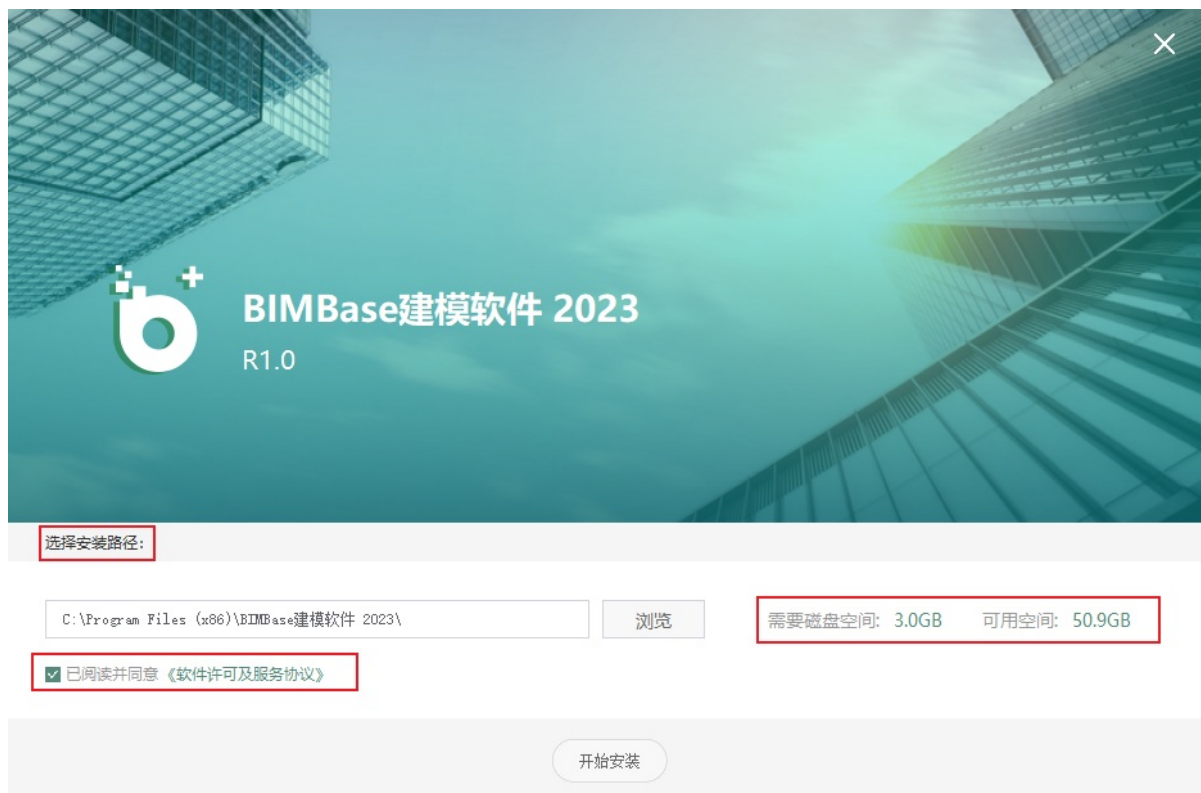 BIMBase建模软件 2023
R1.0
选择安装路径:
C:\Program Files (x86)\BIMBase建模软件 2023\
浏览
需要磁盘空间: 3.0GB 可用空间: 50.9GB
已阅读并同意《软件许可及服务协议》
开始安装